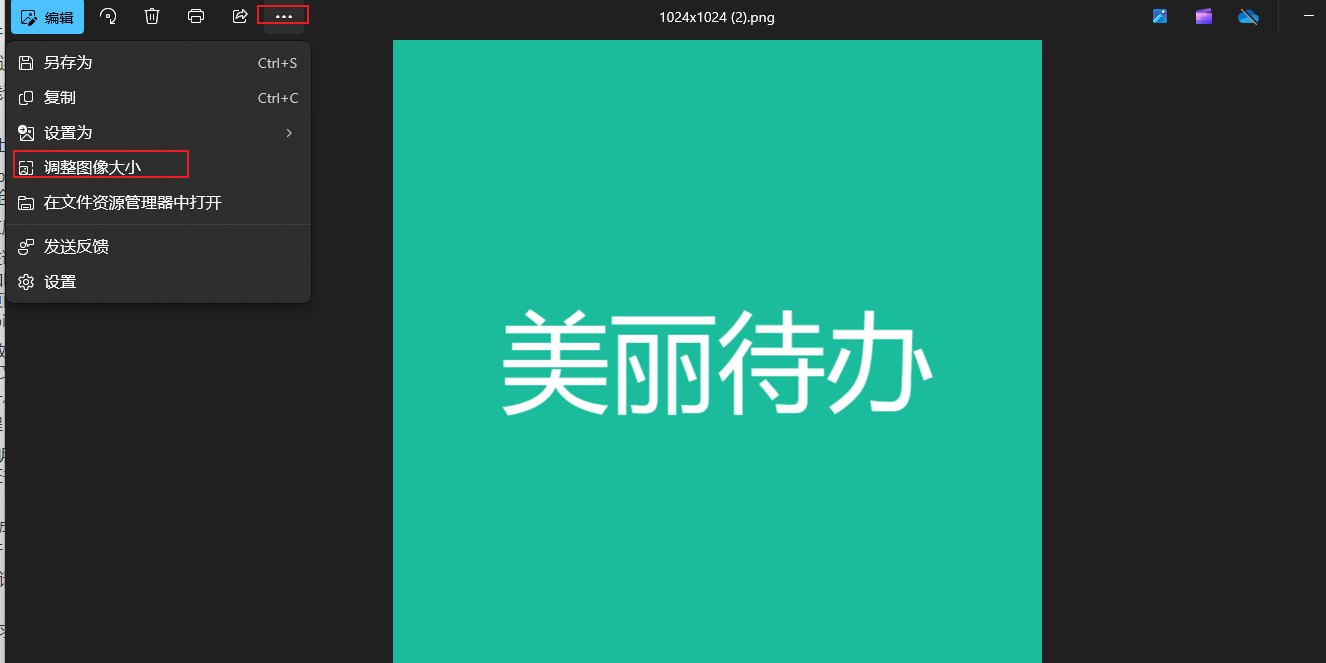 编辑
1024x1024 (2).png
另存为 Ctrl+S
复制 Ctrl+C
设置为
调整图像大小
在文件资源管理器中打开
发送反馈
设置
美丽待办